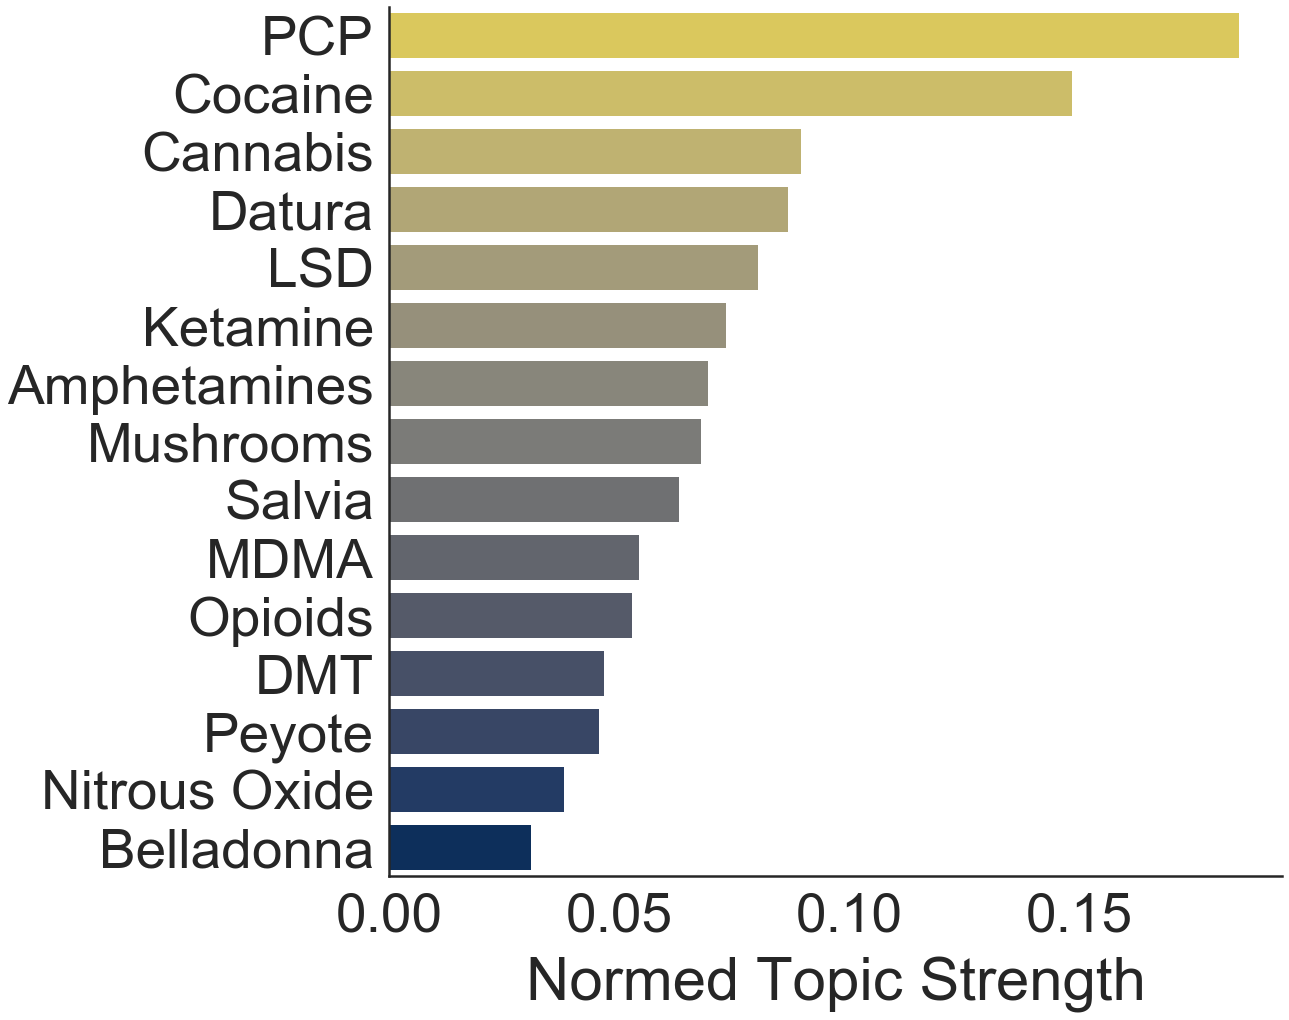 PCP
Cocaine
Cannabis
Datura
LSD
Ketamine
Amphetamines
Mushrooms
Salvia
MDMA
Opioids
DMT
Peyote
Nitrous Oxide
Belladonna
0.00 0.05 0.10 0.15
Normed Topic Strength